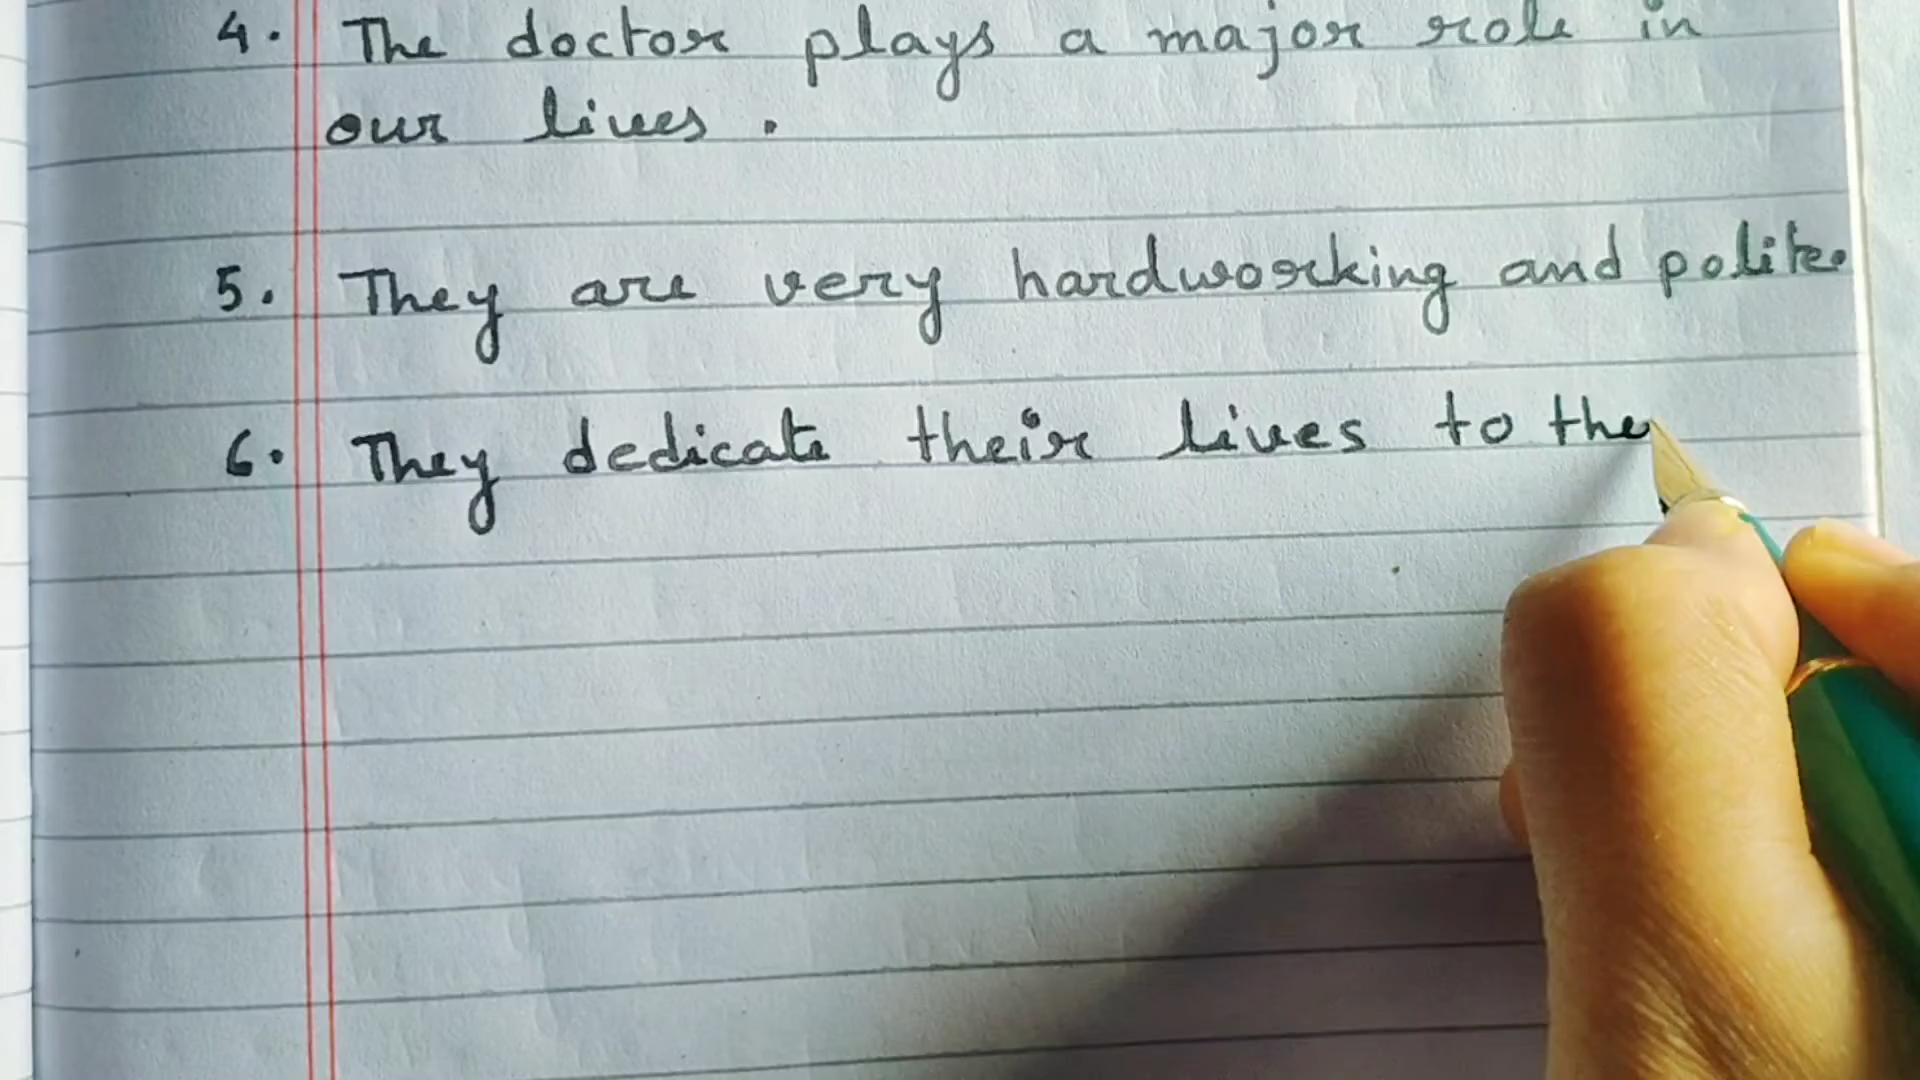 4. The doctor plays a major role in
our lives.
5. They are very hardworking and polite.
6. They dedicate their lives to the